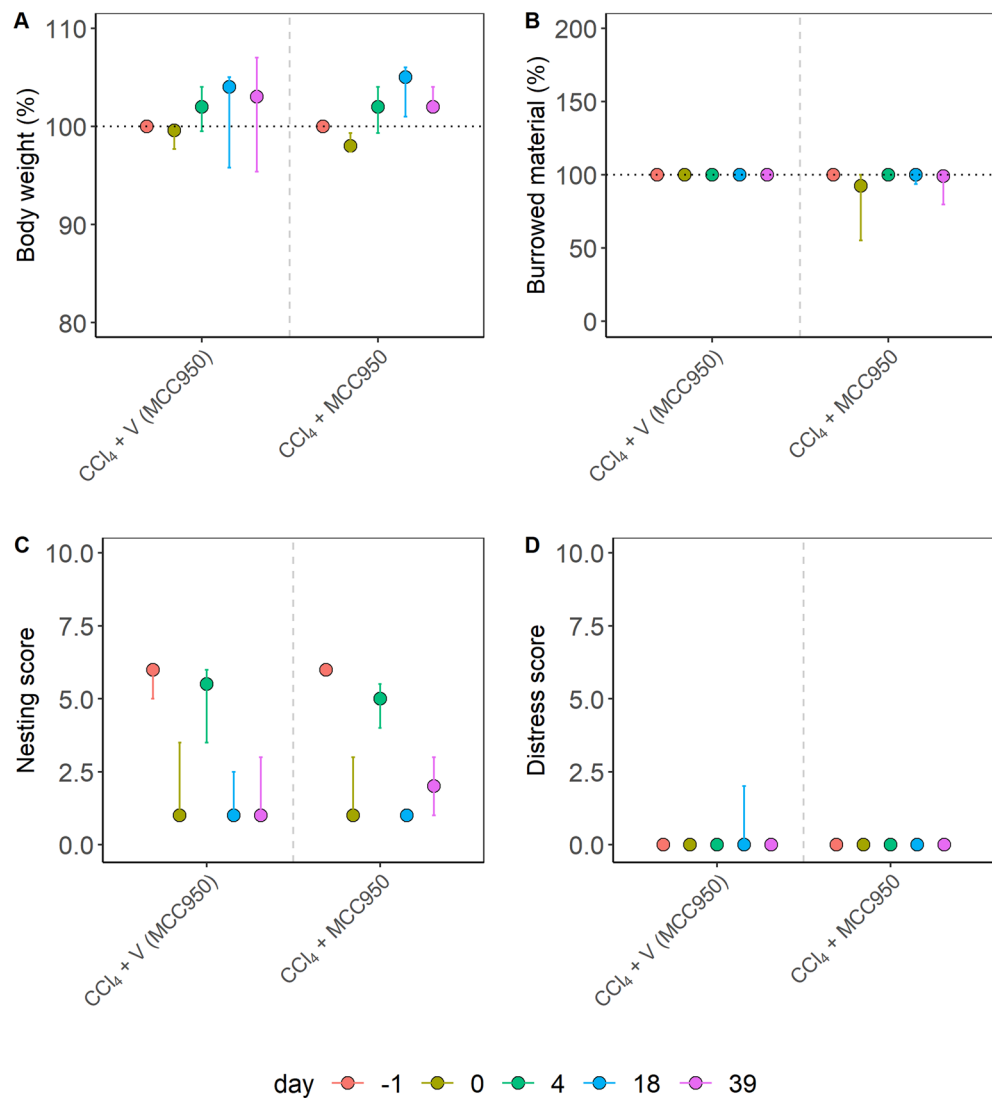 A
Body weight (%)
110
100
90
80
CCl₄ + V (MCC950)
CCl₄ + MCC950
B
Burrowed material (%)
200
150
100
50
0
CCl₄ + V (MCC950)
CCl₄ + MCC950
C
Nesting score
10.0
7.5
5.0
2.5
0.0
CCl₄ + V (MCC950)
CCl₄ + MCC950
D
Distress score
10.0
7.5
5.0
2.5
0.0
CCl₄ + V (MCC950)
CCl₄ + MCC950
day -1 0 4 18 39